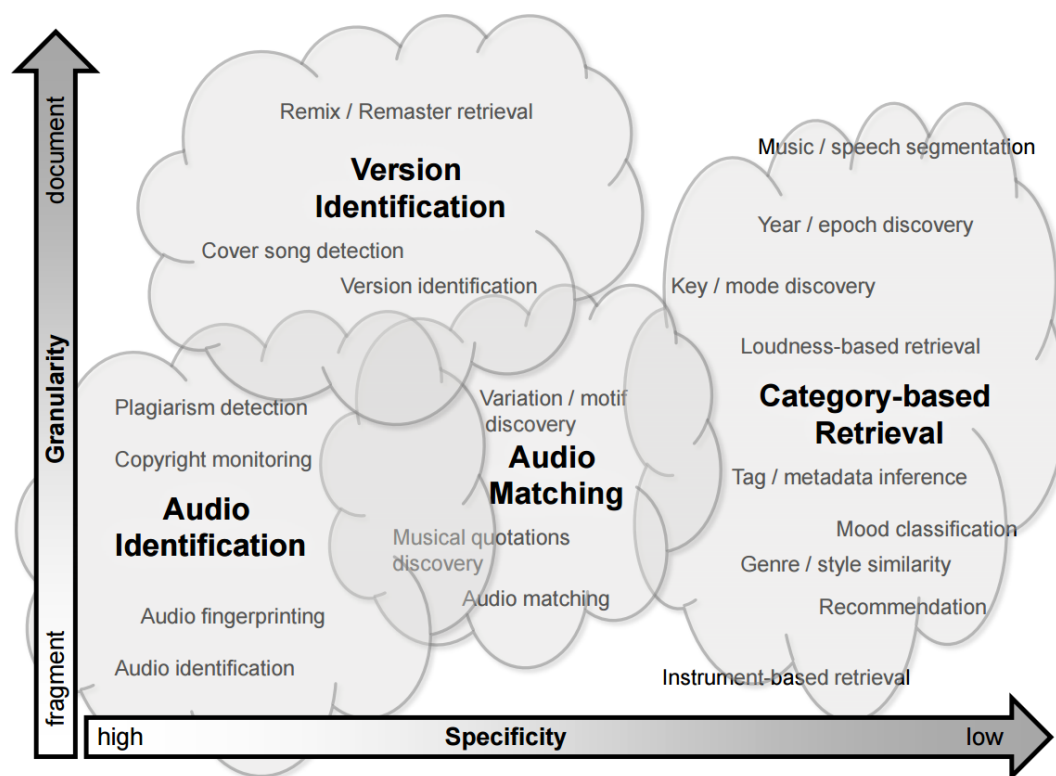 document
Granularity
fragment
Remix / Remaster retrieval
Version
Identification
Cover song detection
Version identification
Music / speech segmentation
Year / epoch discovery
Key / mode discovery
Loudness-based retrieval
Category-based
Retrieval
Tag / metadata inference
Mood classification
Genre / style similarity
Recommendation
Instrument-based retrieval
Plagiarism detection
Copyright monitoring
Audio
Identification
Audio fingerprinting
Audio identification
Variation / motif
discovery
Audio
Matching
Musical quotations
discovery
Audio matching
high
Specificity
low